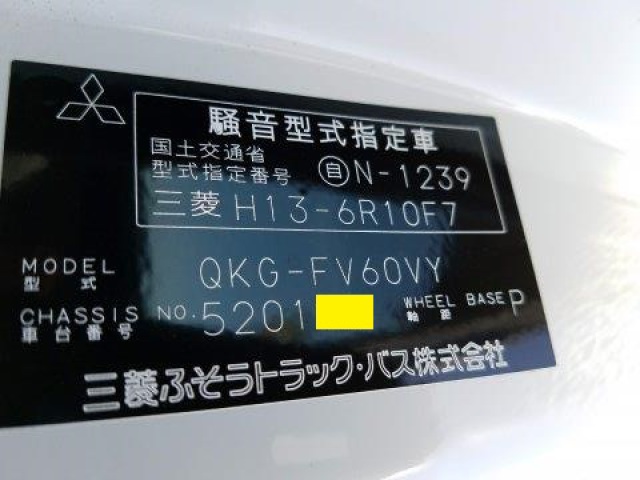 騒音型式指定車
国土交通省
型式指定番号 自N-1239
三菱 H13-6R10F7
MODEL QKG-FV60VY
型式
CHASSIS NO. 5201 WHEEL BASE P
車台番号 軸距
三菱ふそうトラック・バス株式会社